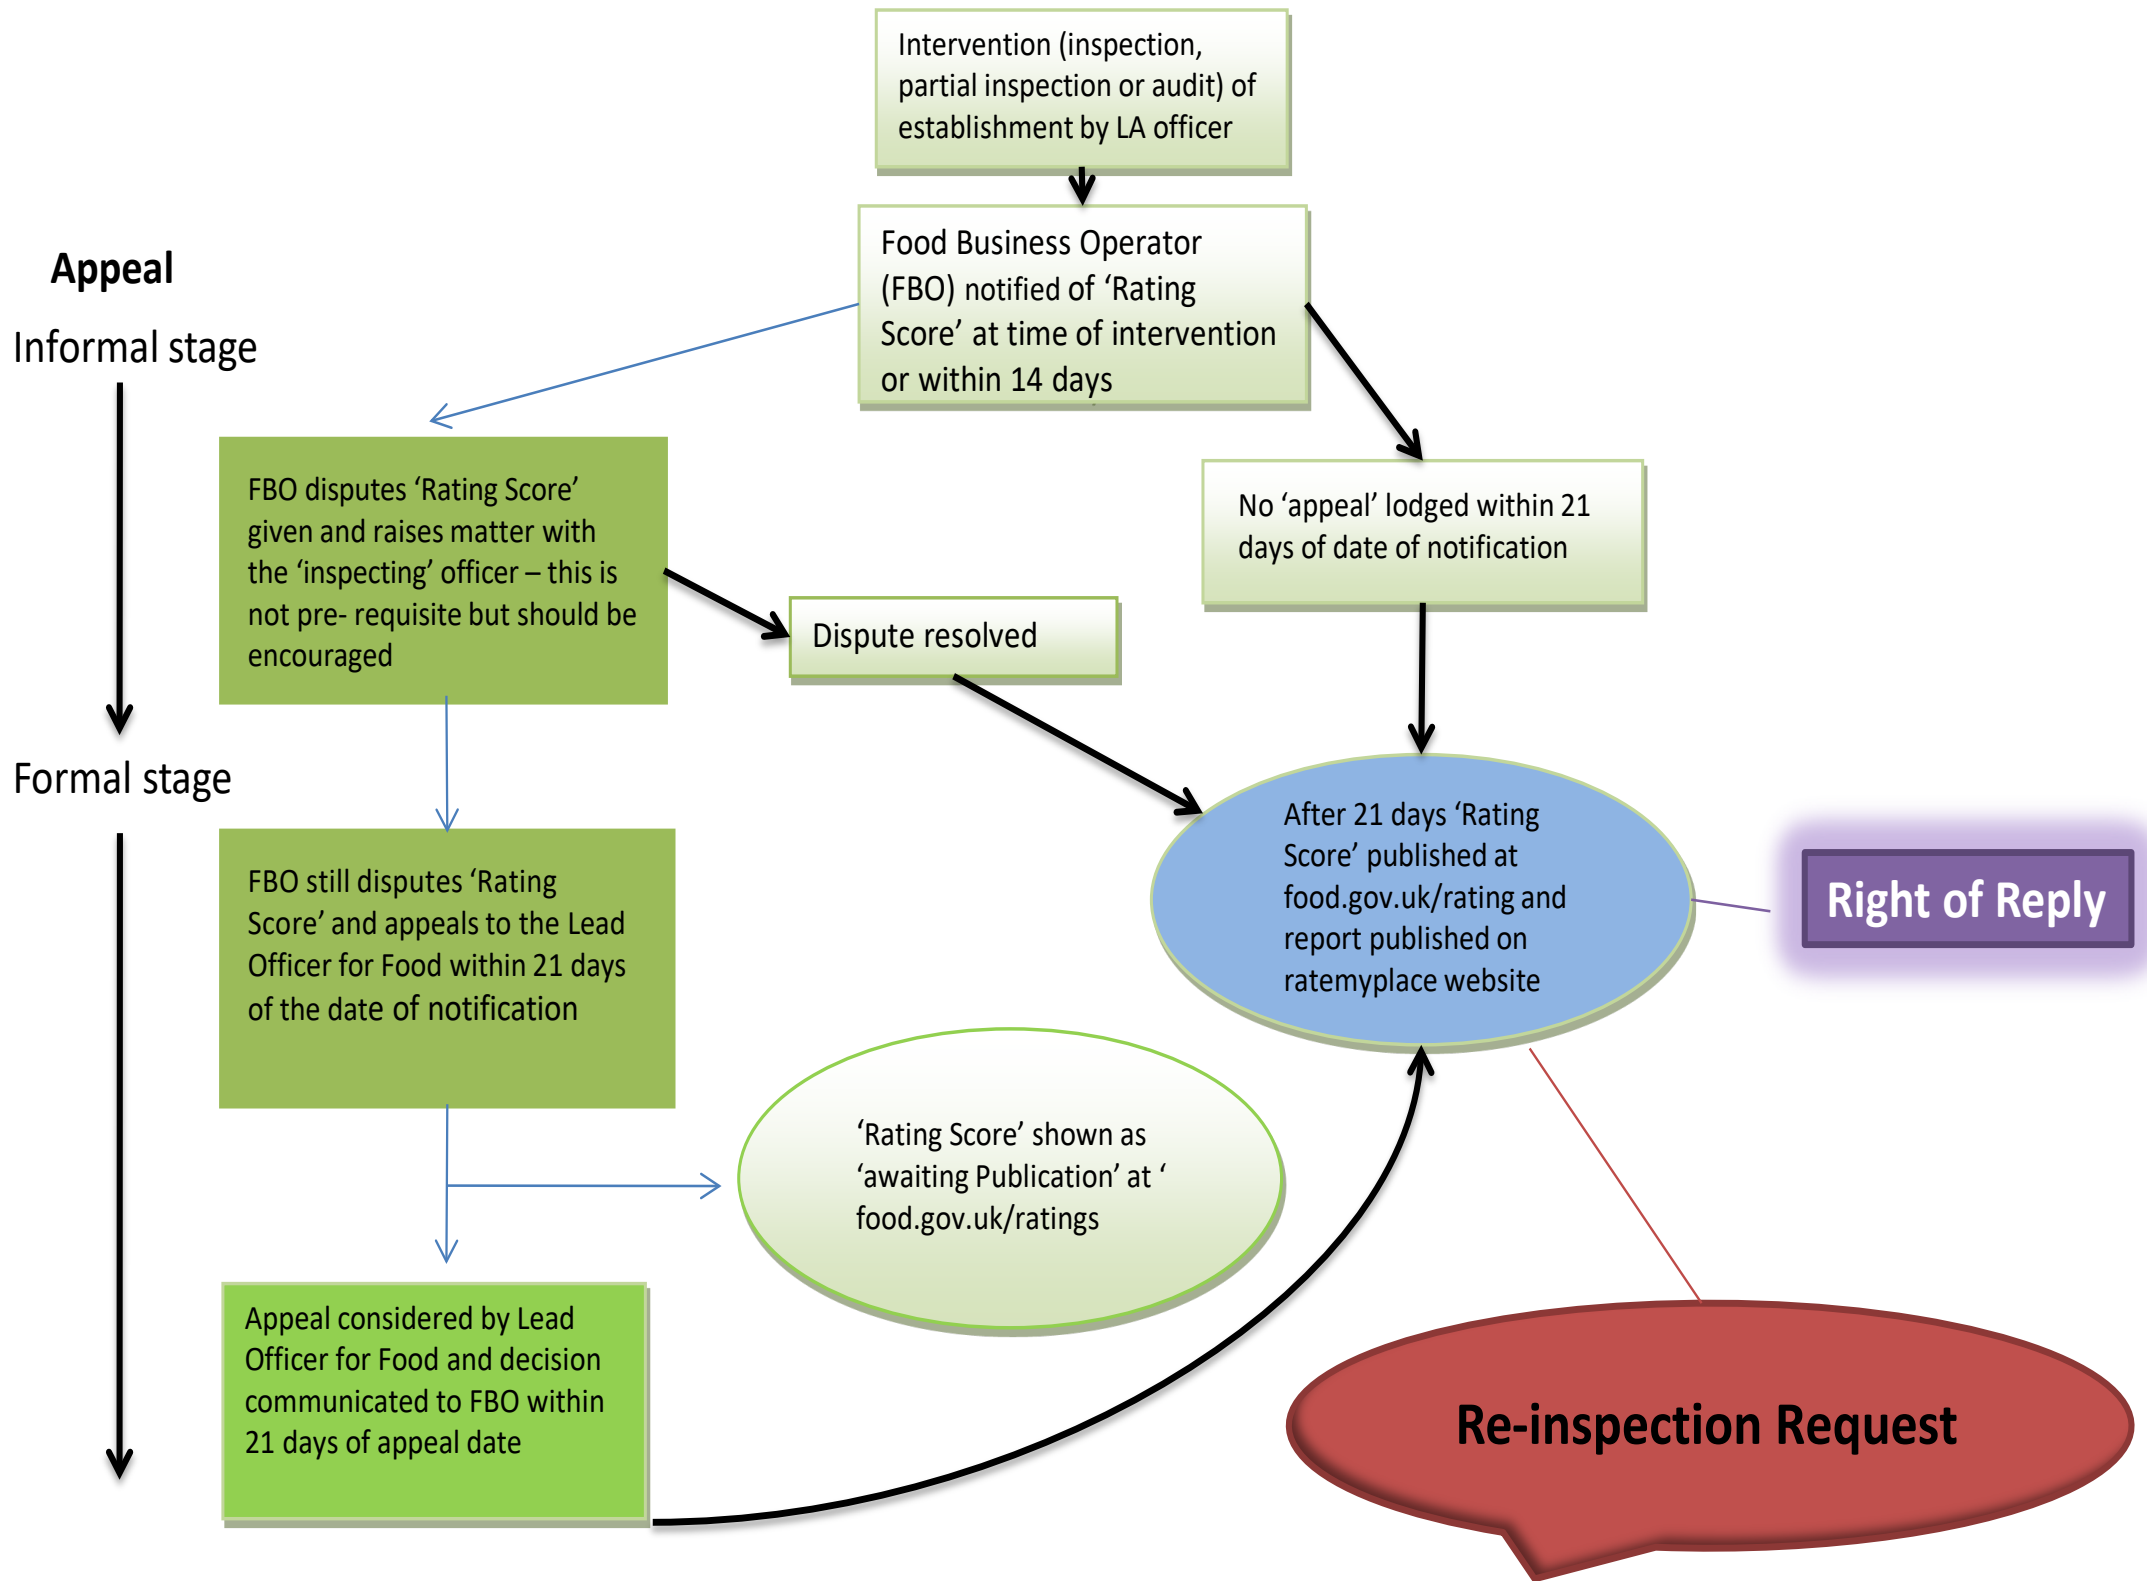 Intervention (inspection,
partial inspection or audit) of
establishment by LA officer
Food Business Operator
(FBO) notified of ‘Rating
Score’ at time of intervention
or within 14 days
Appeal
Informal stage
FBO disputes ‘Rating Score’
given and raises matter with
the ‘inspecting’ officer – this is
not pre- requisite but should be
encouraged
No ‘appeal’ lodged within 21
days of date of notification
Dispute resolved
Formal stage
FBO still disputes ‘Rating
Score’ and appeals to the Lead
Officer for Food within 21 days
of the date of notification
After 21 days ‘Rating
Score’ published at
food.gov.uk/rating and
report published on
ratemyplace website
Right of Reply
‘Rating Score’ shown as
‘awaiting Publication’ at ‘
food.gov.uk/ratings
Appeal considered by Lead
Officer for Food and decision
communicated to FBO within
21 days of appeal date
Re-inspection Request